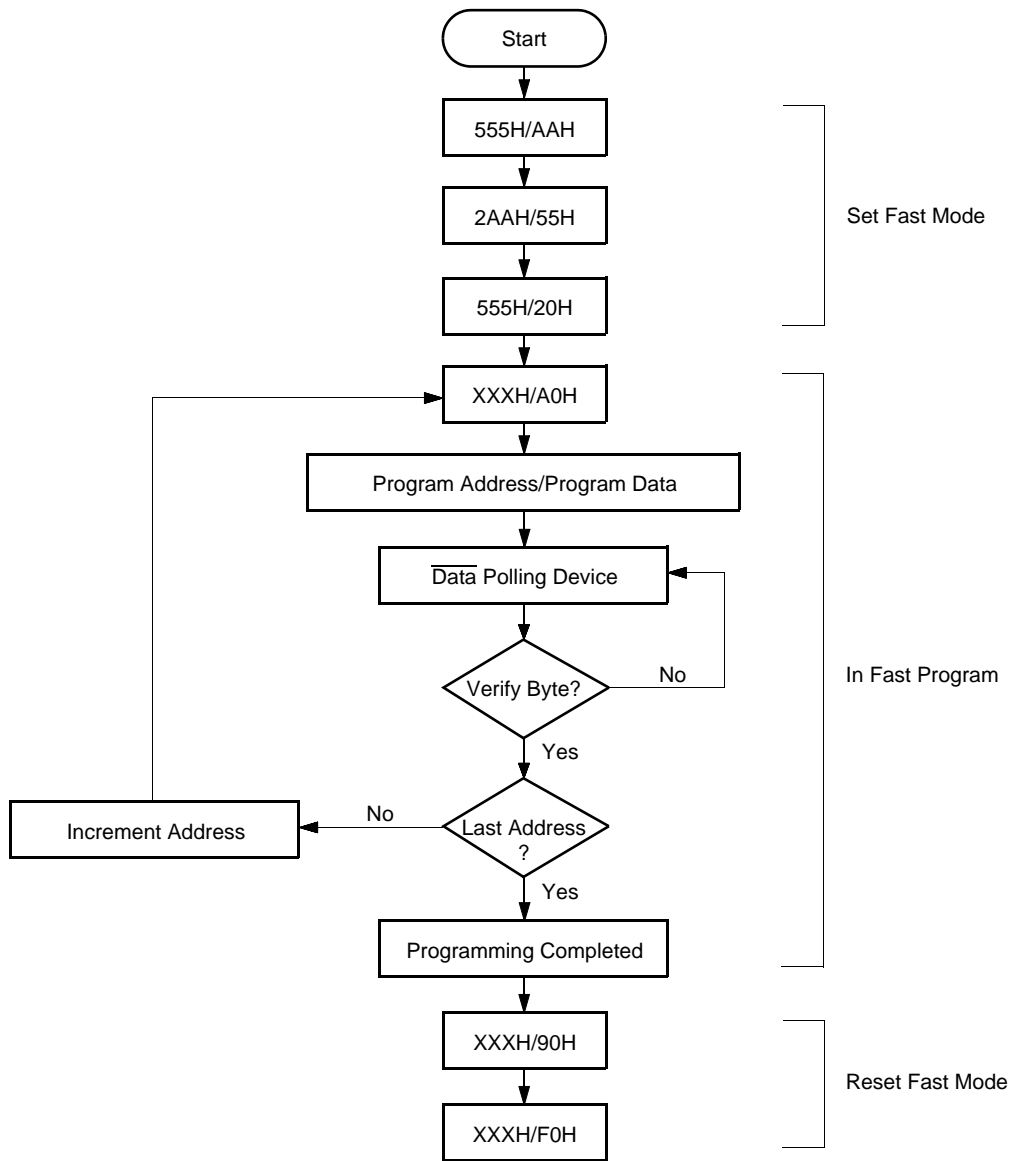 Start
555H/AAH
2AAH/55H
Set Fast Mode
555H/20H
XXXH/A0H
Program Address/Program Data
Data Polling Device
Verify Byte?
No
In Fast Program
Yes
Increment Address
No
Last Address
?
Yes
Programming Completed
XXXH/90H
Reset Fast Mode
XXXH/F0H